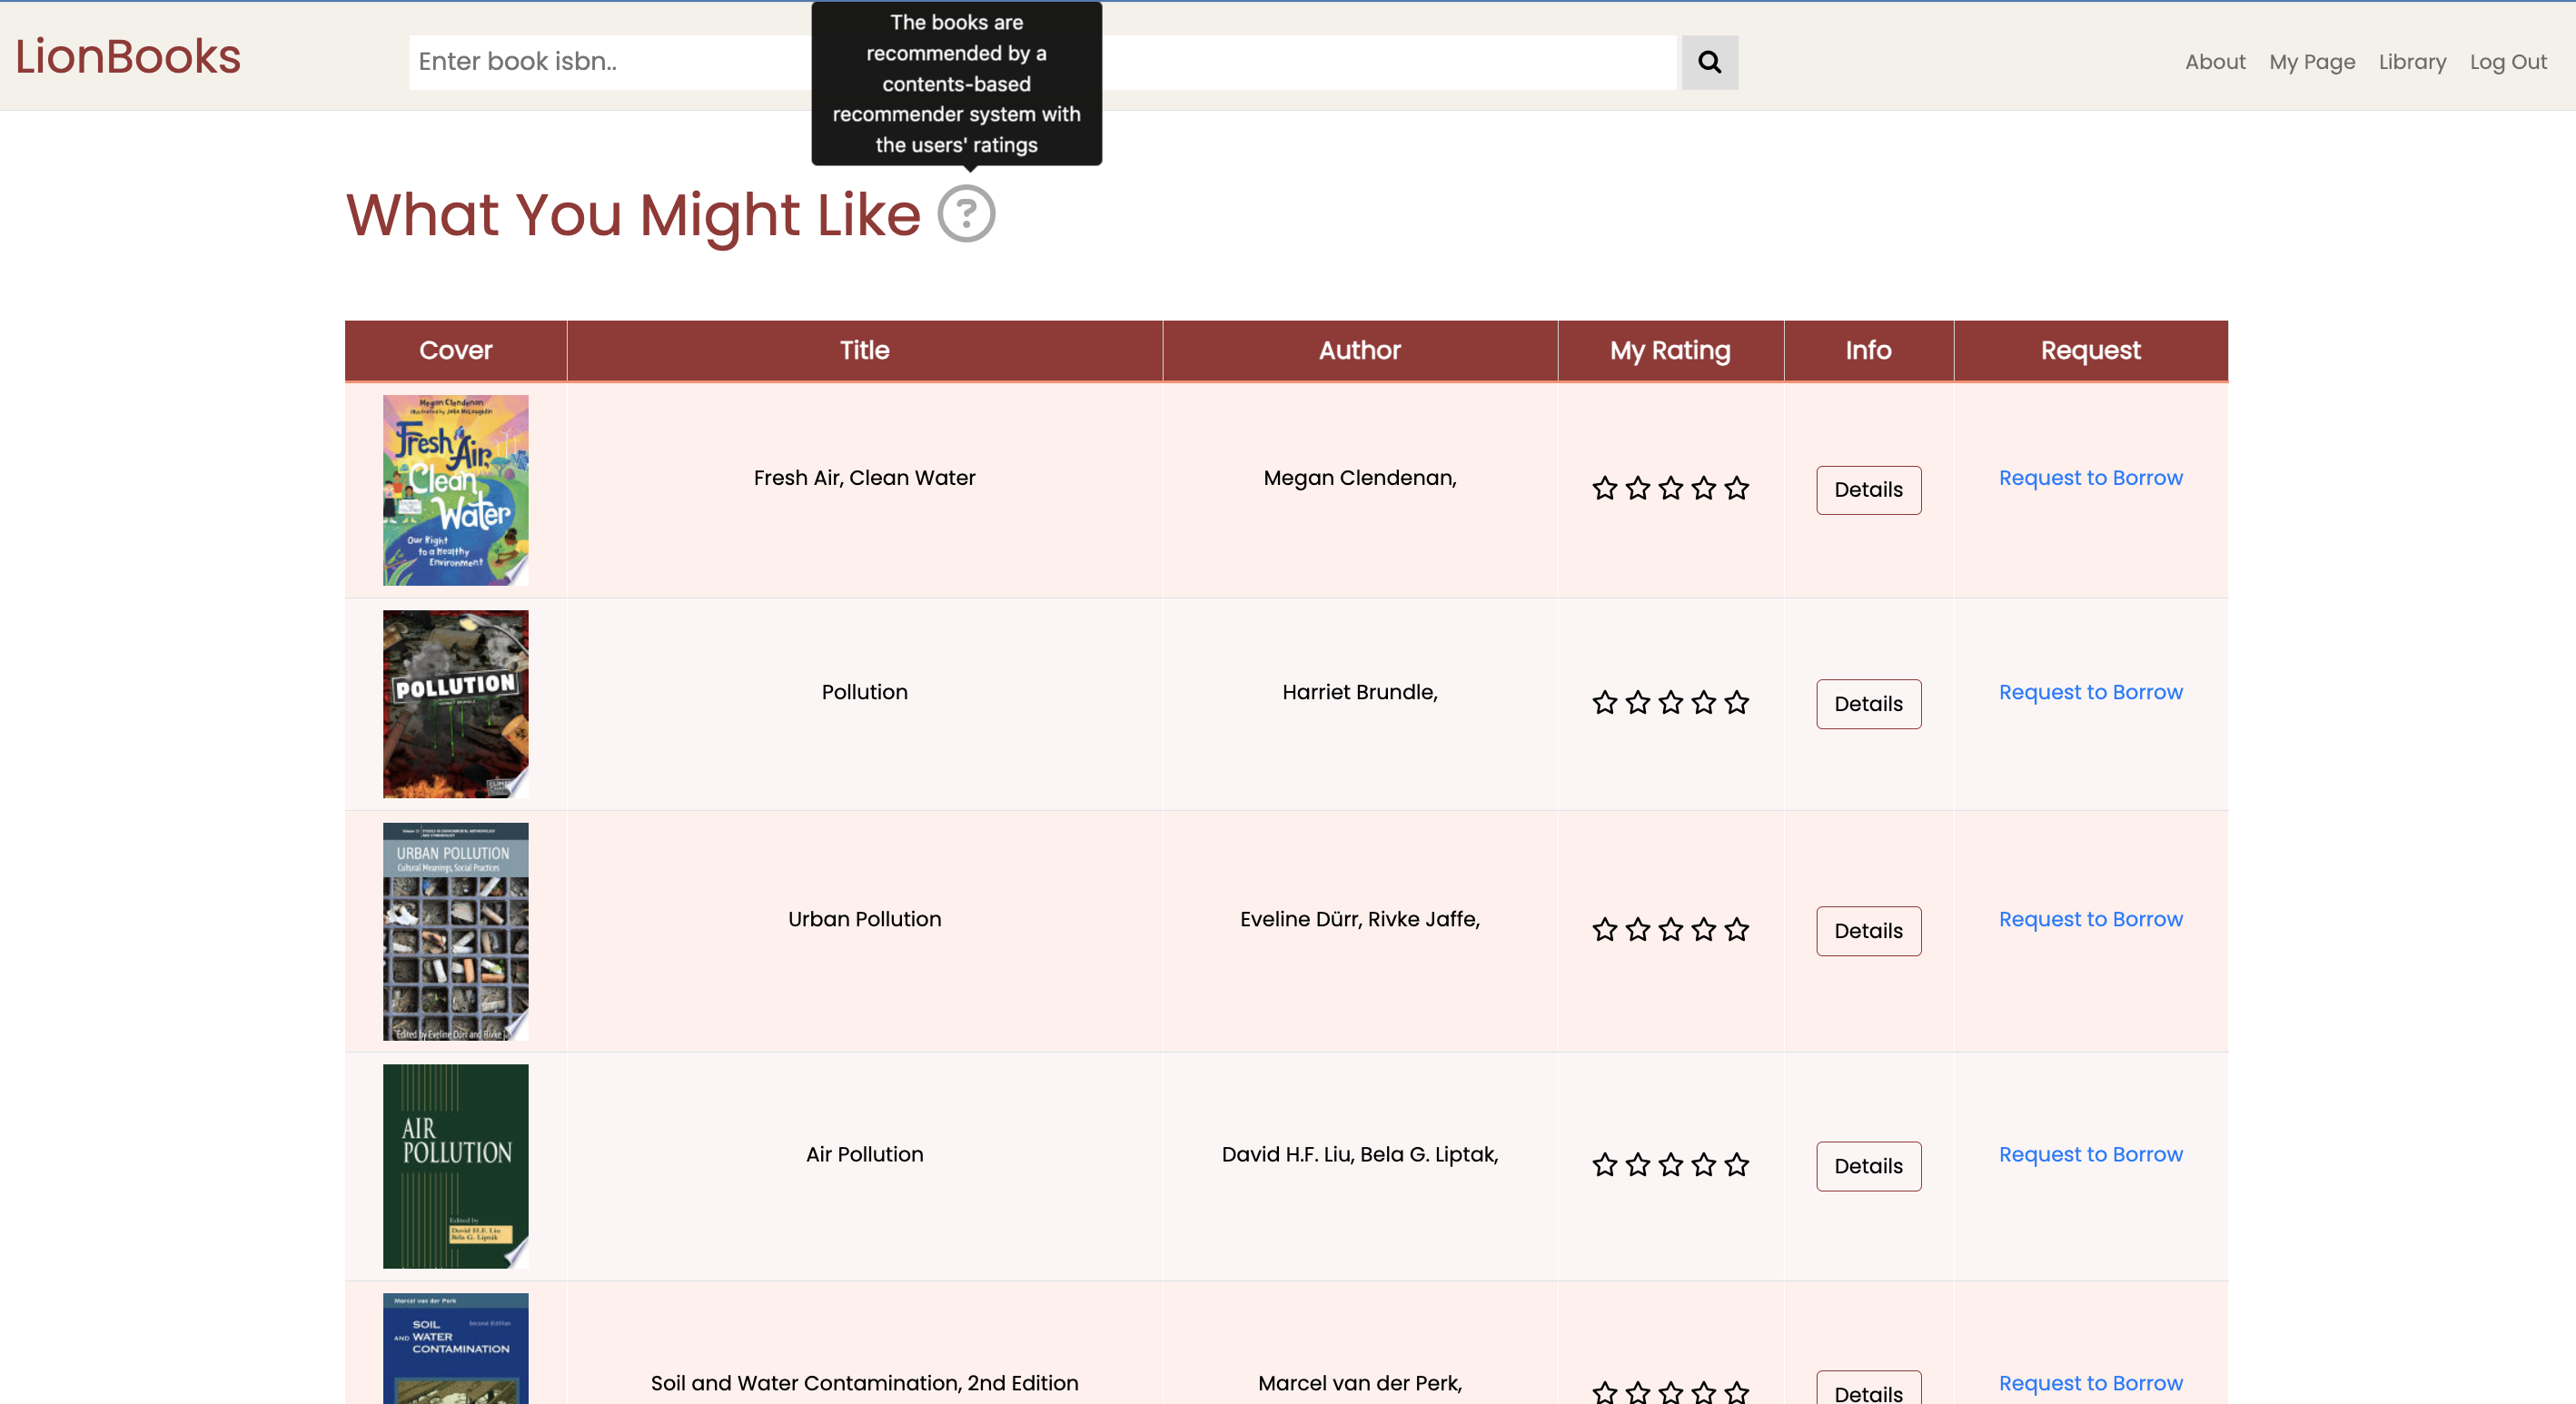 The books are
recommended by a
contents-based
recommender system with
the users' ratings
LionBooks
Enter book isbn..
About My Page Library Log Out
What You Might Like ?
Cover Title Author My Rating Info Request
Megan Clendenan
illustrated by Julie McLaughlin
Fresh Air,
Clean
Water
Our Right
to a Healthy
Environment
Fresh Air, Clean Water
Megan Clendenan,
Details
Request to Borrow
POLLUTION
Pollution
Harriet Brundle,
Details
Request to Borrow
URBAN POLLUTION
Cultural Meanings, Social Practices
Edited by Eveline Dürr and Rivke
Urban Pollution
Eveline Dürr, Rivke Jaffe,
Details
Request to Borrow
AIR
POLLUTION
Edited by
David H.F. Liu
Béla G. Lipták
Air Pollution
David H.F. Liu, Bela G. Liptak,
Details
Request to Borrow
Marcel van der Perk
SOIL
Second Edition
AND WATER
CONTAMINATION
Soil and Water Contamination, 2nd Edition
Marcel van der Perk,
Details
Request to Borrow